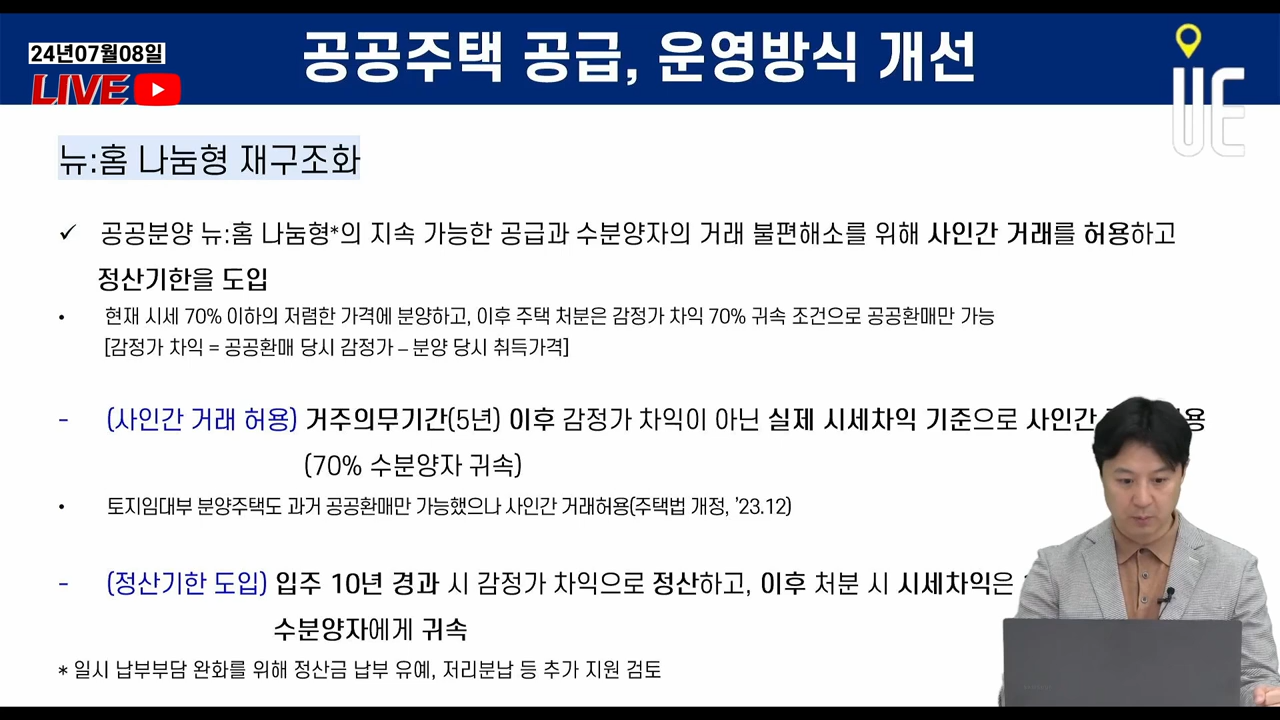 24년07월08일
LIVE
공공주택 공급, 운영방식 개선
UC
뉴:홈 나눔형 재구조화
✓ 공공분양 뉴:홈 나눔형*의 지속 가능한 공급과 수분양자의 거래 불편해소를 위해 사인간 거래를 허용하고
정산기한을 도입
• 현재 시세 70% 이하의 저렴한 가격에 분양하고, 이후 주택 처분은 감정가 차익 70% 귀속 조건으로 공공환매만 가능
[감정가 차익 = 공공환매 당시 감정가 – 분양 당시 취득가격]
- (사인간 거래 허용) 거주의무기간(5년) 이후 감정가 차익이 아닌 실제 시세차익 기준으로 사인간
(70% 수분양자 귀속)
• 토지임대부 분양주택도 과거 공공환매만 가능했으나 사인간 거래허용(주택법 개정, ’23.12)
- (정산기한 도입) 입주 10년 경과 시 감정가 차익으로 정산하고, 이후 처분 시 시세차익은
수분양자에게 귀속
* 일시 납부부담 완화를 위해 정산금 납부 유예, 저리분납 등 추가 지원 검토